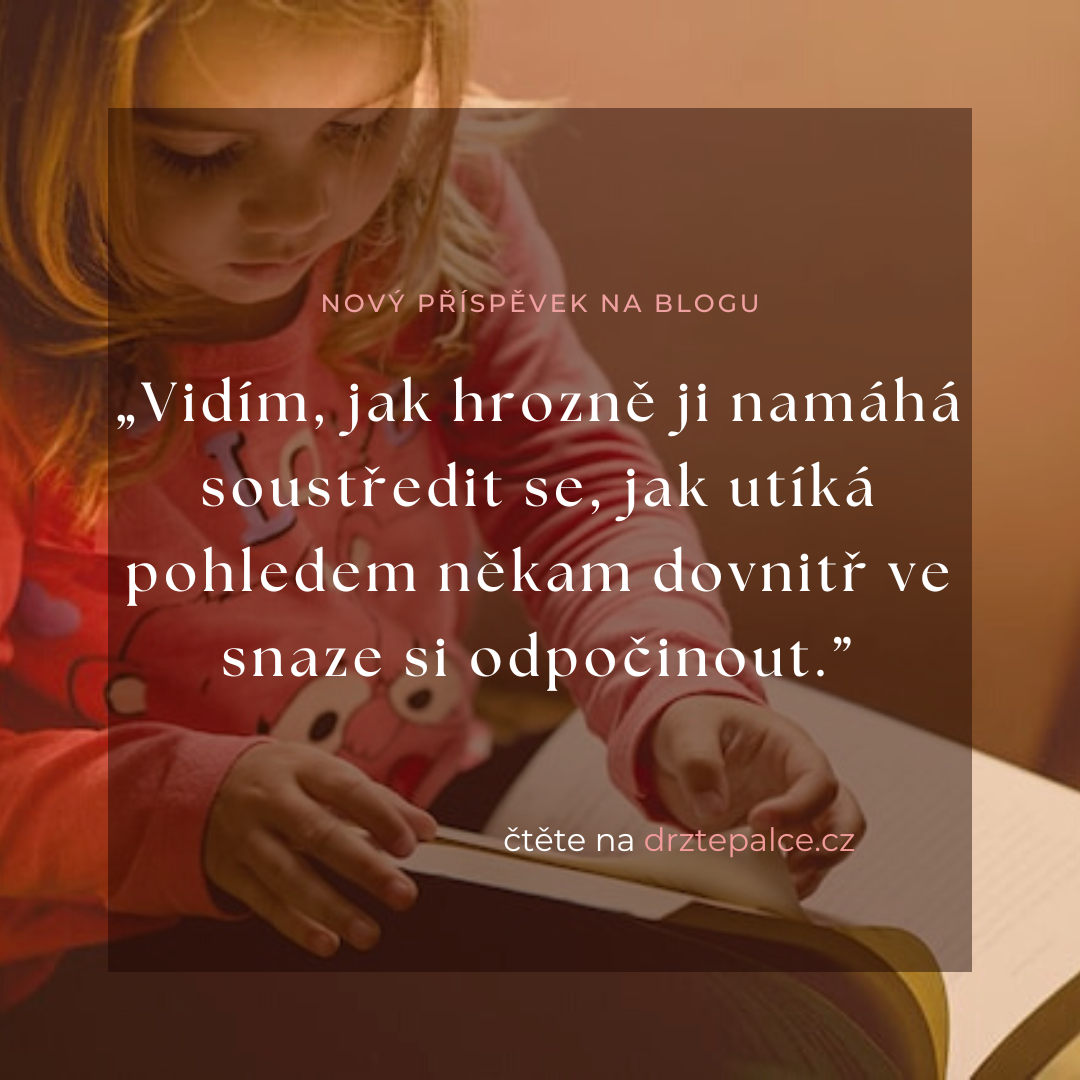 NOVÝ PŘÍSPĚVEK NA BLOGU
„Vidím, jak hrozně ji namáhá
soustředit se, jak utíká
pohledem někam dovnitř ve
snaze si odpočinout.”
čtěte na drztepalce.cz